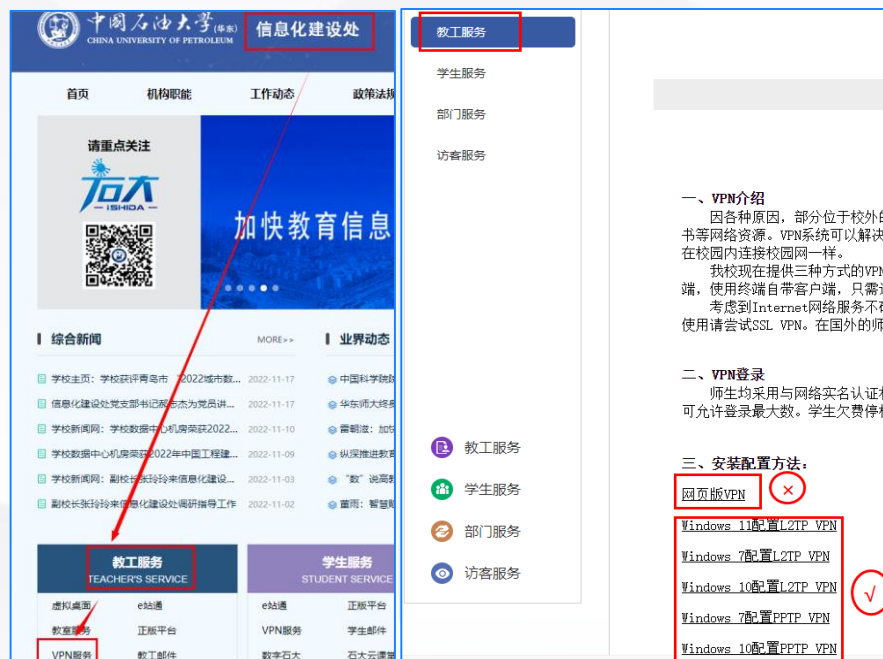 中国石油大学(华东)
CHINA UNIVERSITY OF PETROLEUM
信息化建设处
首页 机构职能 工作动态 政策法规
请重点关注
石大
ISHIDA
加快教育信息
综合新闻 MORE>>
学校主页：学校获评青岛市 2022城市数... 2022-11-17
信息化建设处党支部书记郝志杰为党员讲... 2022-11-17
学校新闻网：学校数据中心机房荣获2022... 2022-11-10
学校数据中心机房荣获2022年中国工程建... 2022-11-09
学校新闻网：副校长张玲玲来信息化建设... 2022-11-03
副校长张玲玲来信息化建设处调研指导工作 2022-11-02
业界动态
中国科学院
华东师大终身
雷朝滋：加快
纵深推进教育
“数”说高教
董雨：智慧
教工服务
TEACHER'S SERVICE
虚拟桌面 e站通
教室服务 正版平台
VPN服务 教工邮件
学生服务
STUDENT SERVICE
e站通 正版平台
VPN服务 学生邮件
数字石大 石大云课堂
教工服务
学生服务
部门服务
访客服务
教工服务
学生服务
部门服务
访客服务
一、VPN介绍
因各种原因，部分位于校外的
书等网络资源。VPN系统可以解决
在校园内连接校园网一样。
我校现在提供三种方式的VPN
端，使用终端自带客户端，只需
考虑到Internet网络服务不
使用请尝试SSL VPN。在国外的师
二、VPN登录
师生均采用与网络实名认证
可允许登录最大数。学生欠费停
三、安装配置方法：
网页版VPN ×
Windows 11配置L2TP VPN
Windows 7配置L2TP VPN
Windows 10配置L2TP VPN
√
Windows 7配置PPTP VPN
Windows 10配置PPTP VPN